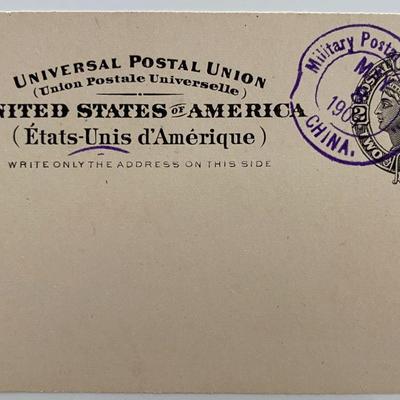 UNIVERSAL POSTAL UNION
(Union Postale Universelle)
UNITED STATES OF AMERICA
(États-Unis d'Amérique)
WRITE ONLY THE ADDRESS ON THIS SIDE
Military Postal
CHINA.